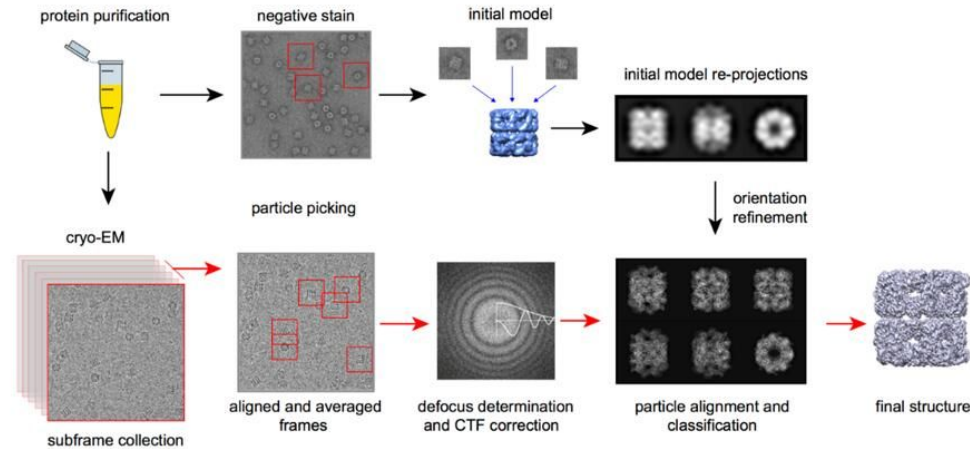 protein purification
negative stain
initial model
initial model re-projections
orientation
refinement
particle picking
cryo-EM
subframe collection
aligned and averaged
frames
defocus determination
and CTF correction
particle alignment and
classification
final structure